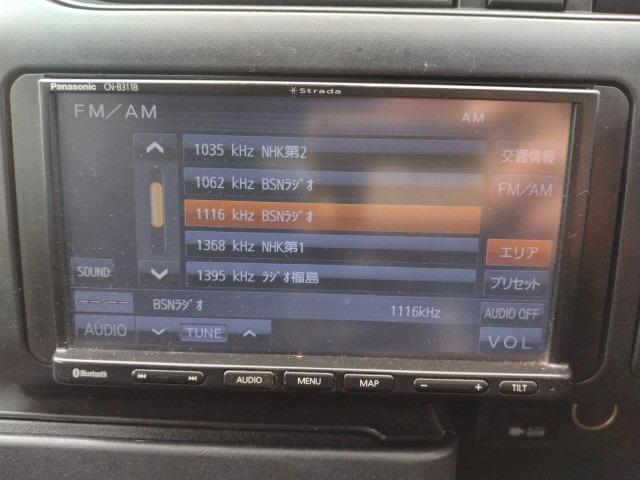 Panasonic CN-B311B
Strada
FM/AM
AM
1035 kHz NHK第2
交通情報
1062 kHz BSNラジオ
FM/AM
1116 kHz BSNラジオ
1368 kHz NHK第1
エリア
SOUND
1395 kHz ラジオ福島
プリセット
--:--
BSNラジオ
1116kHz
AUDIO OFF
AUDIO
TUNE
VOL
Bluetooth
AUDIO
MENU
MAP
− +
TILT